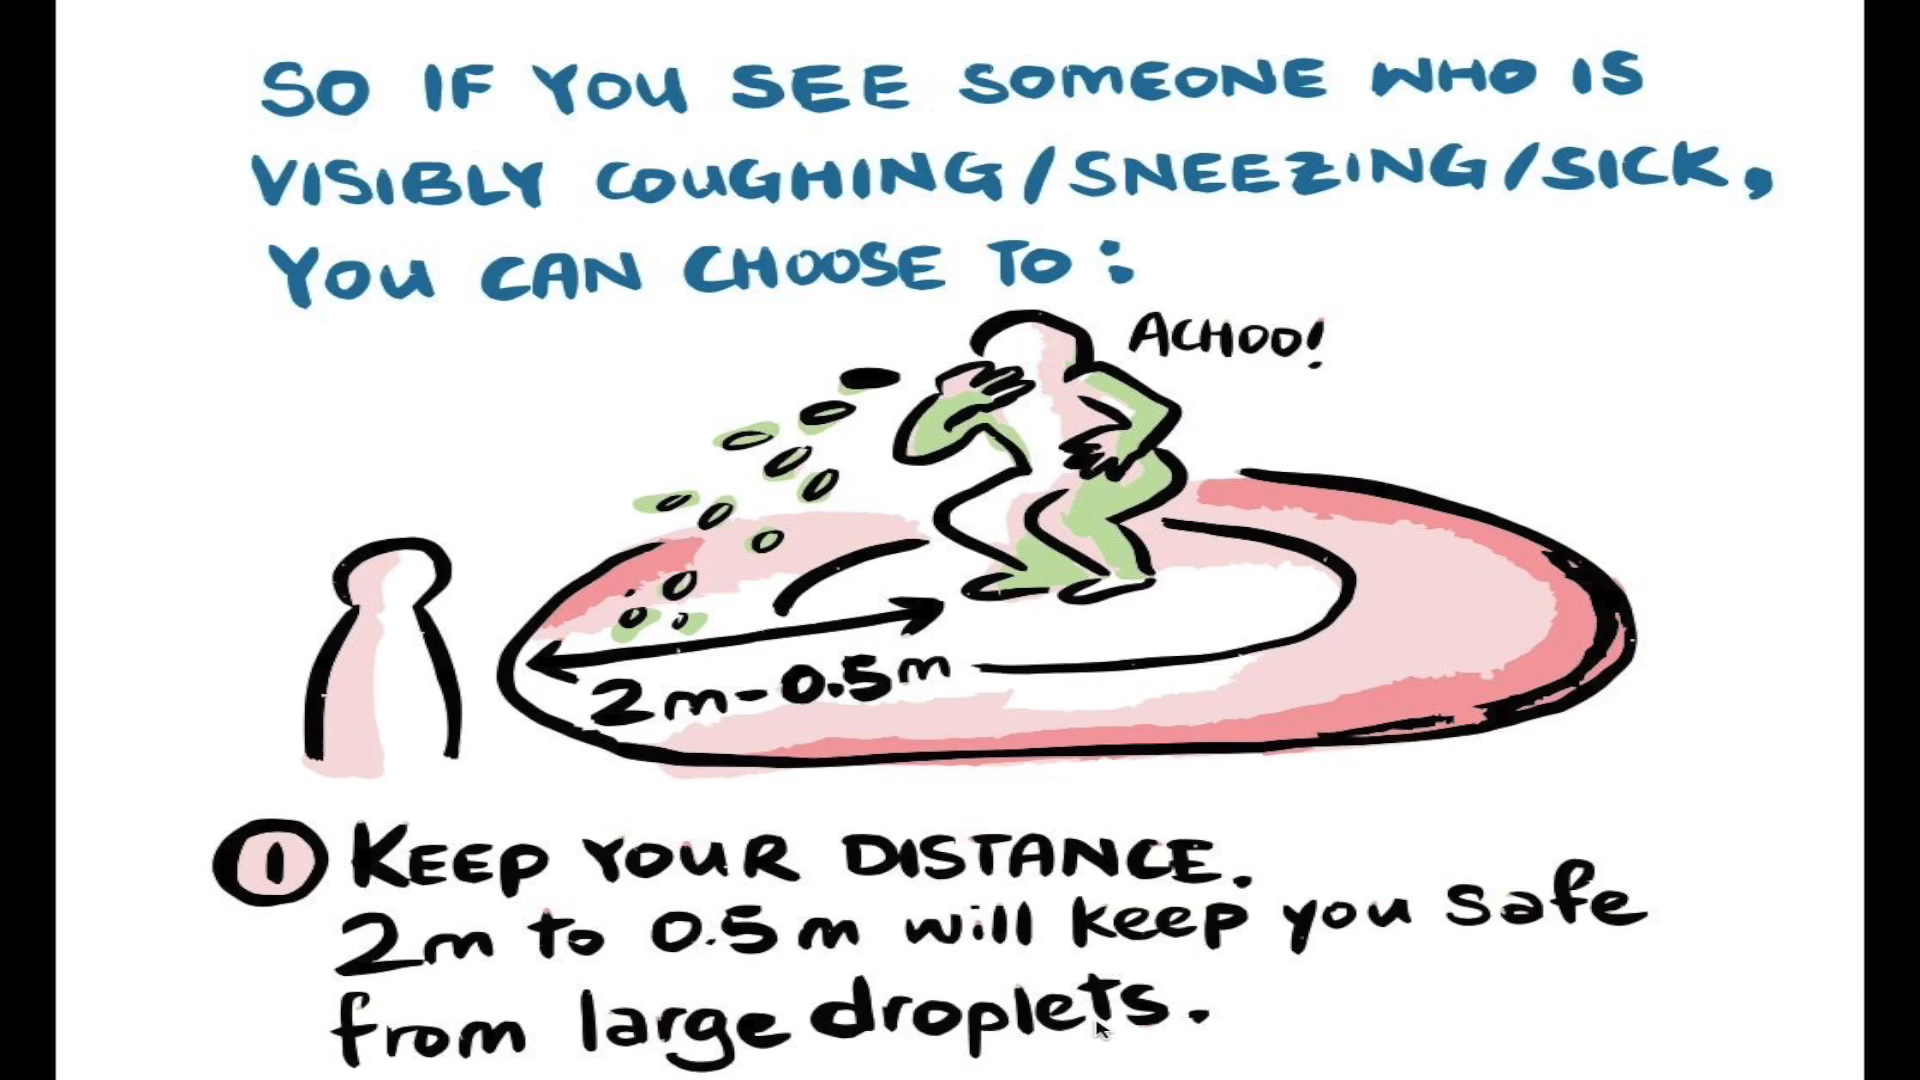 SO IF YOU SEE SOMEONE WHO IS
VISIBLY COUGHING/SNEEZING/SICK,
YOU CAN CHOOSE TO:
ACHOO!
2m-0.5m
1 KEEP YOUR DISTANCE.
2m to 0.5m will keep you safe
from large droplets.